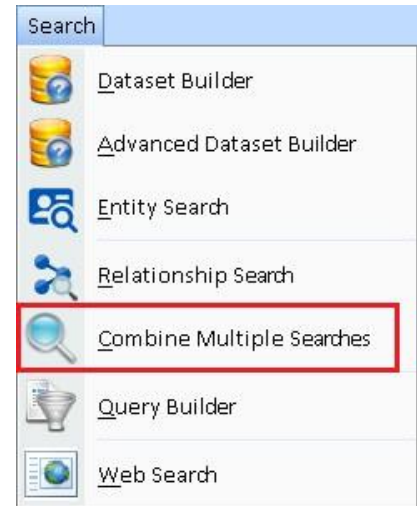 Search
Dataset Builder
Advanced Dataset Builder
Entity Search
Relationship Search
Combine Multiple Searches
Query Builder
Web Search